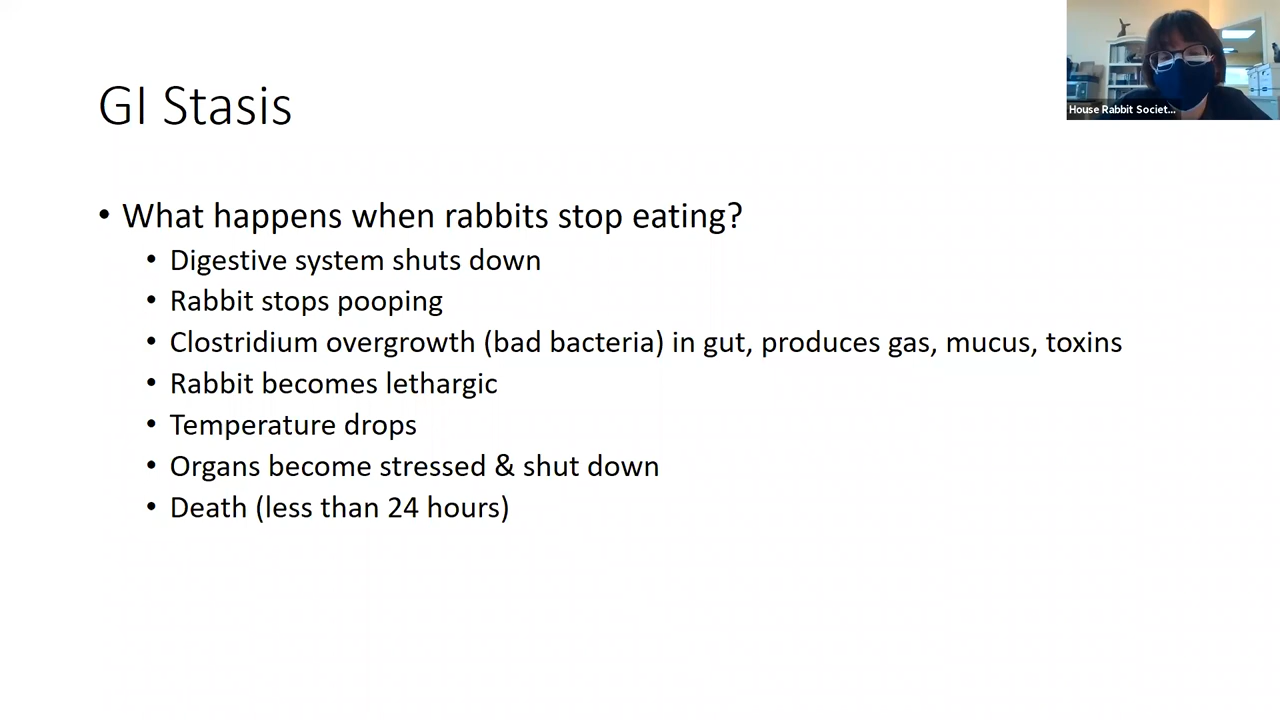 GI Stasis
• What happens when rabbits stop eating?
• Digestive system shuts down
• Rabbit stops pooping
• Clostridium overgrowth (bad bacteria) in gut, produces gas, mucus, toxins
• Rabbit becomes lethargic
• Temperature drops
• Organs become stressed & shut down
• Death (less than 24 hours)
House Rabbit Societ...